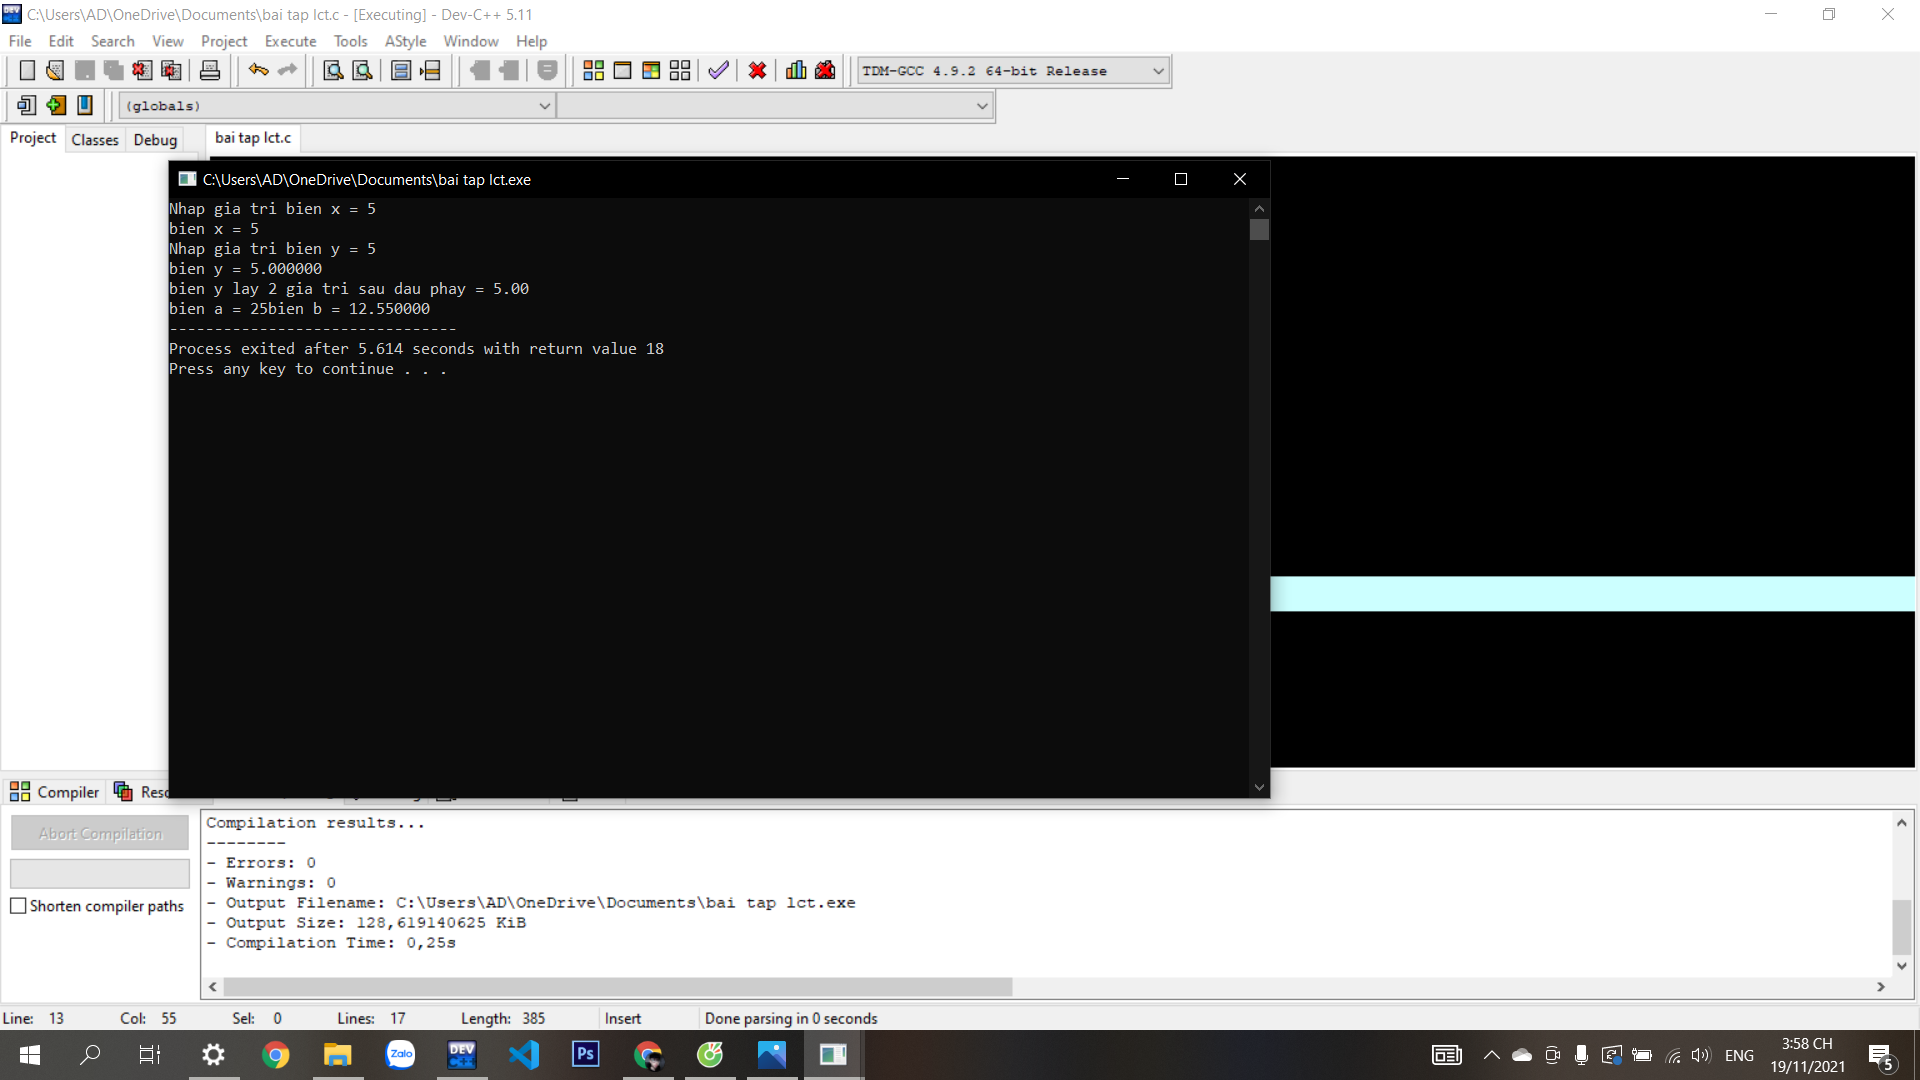 C:\Users\AD\OneDrive\Documents\bai tap lct.c - [Executing] - Dev-C++ 5.11
File Edit Search View Project Execute Tools AStyle Window Help
TDM-GCC 4.9.2 64-bit Release
(globals)
Project Classes Debug bai tap lct.c
C:\Users\AD\OneDrive\Documents\bai tap lct.exe
Nhap gia tri bien x = 5
bien x = 5
Nhap gia tri bien y = 5
bien y = 5.000000
bien y lay 2 gia tri sau dau phay = 5.00
bien a = 25bien b = 12.550000
--------------------------------
Process exited after 5.614 seconds with return value 18
Press any key to continue . . .
Compiler
Abort Compilation
Shorten compiler paths
Compilation results...
--------
- Errors: 0
- Warnings: 0
- Output Filename: C:\Users\AD\OneDrive\Documents\bai tap lct.exe
- Output Size: 128,619140625 KiB
- Compilation Time: 0,25s
Line: 13 Col: 55 Sel: 0 Lines: 17 Length: 385 Insert Done parsing in 0 seconds
Zalo DEV Ps ENG
3:58 CH
19/11/2021
5